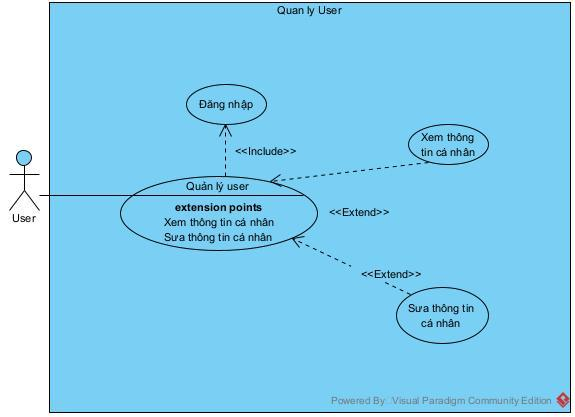 Quan ly User
Đăng nhập
<<Include>>
Xem thông
tin cá nhân
User
Quản lý user
extension points
Xem thông tin cá nhân
Sưa thông tin cá nhân
<<Extend>>
<<Extend>>
Sưa thông tin
cá nhân
Powered By Visual Paradigm Community Edition